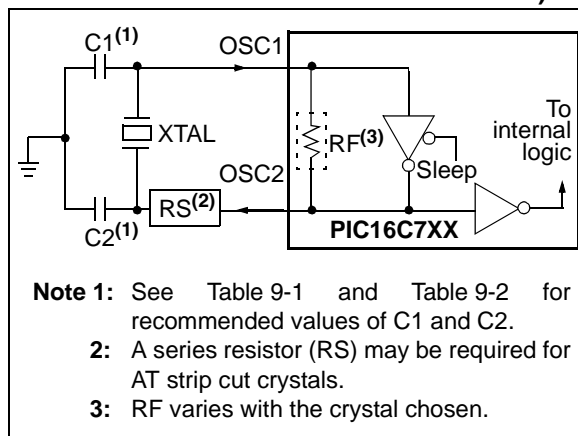 C1(1)
OSC1
XTAL
RF(3)
To
internal
logic
Sleep
OSC2
RS(2)
C2(1)
PIC16C7XX
Note 1: See Table 9-1 and Table 9-2 for
recommended values of C1 and C2.
2: A series resistor (RS) may be required for
AT strip cut crystals.
3: RF varies with the crystal chosen.